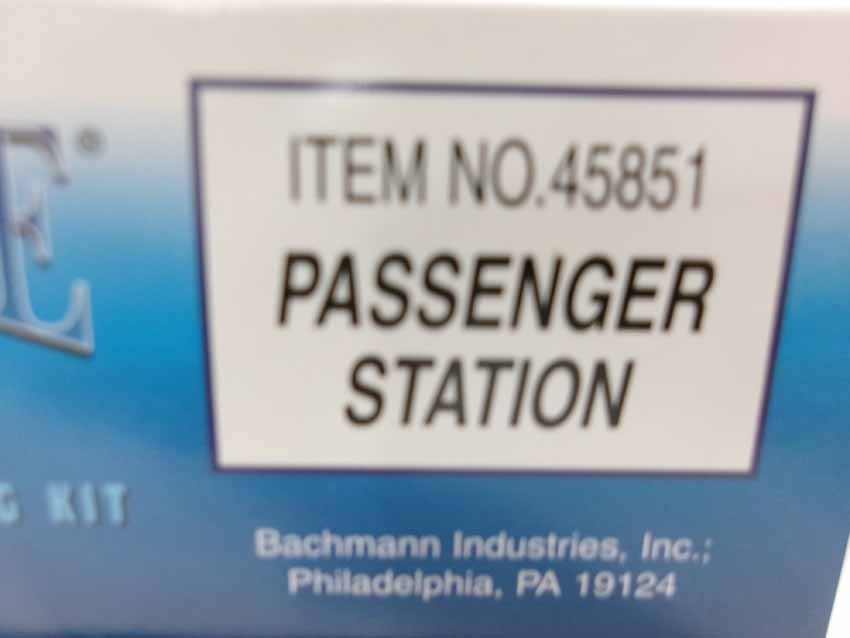 E®
ITEM NO.45851
PASSENGER
STATION
G KIT
Bachmann Industries, Inc.;
Philadelphia, PA 19124